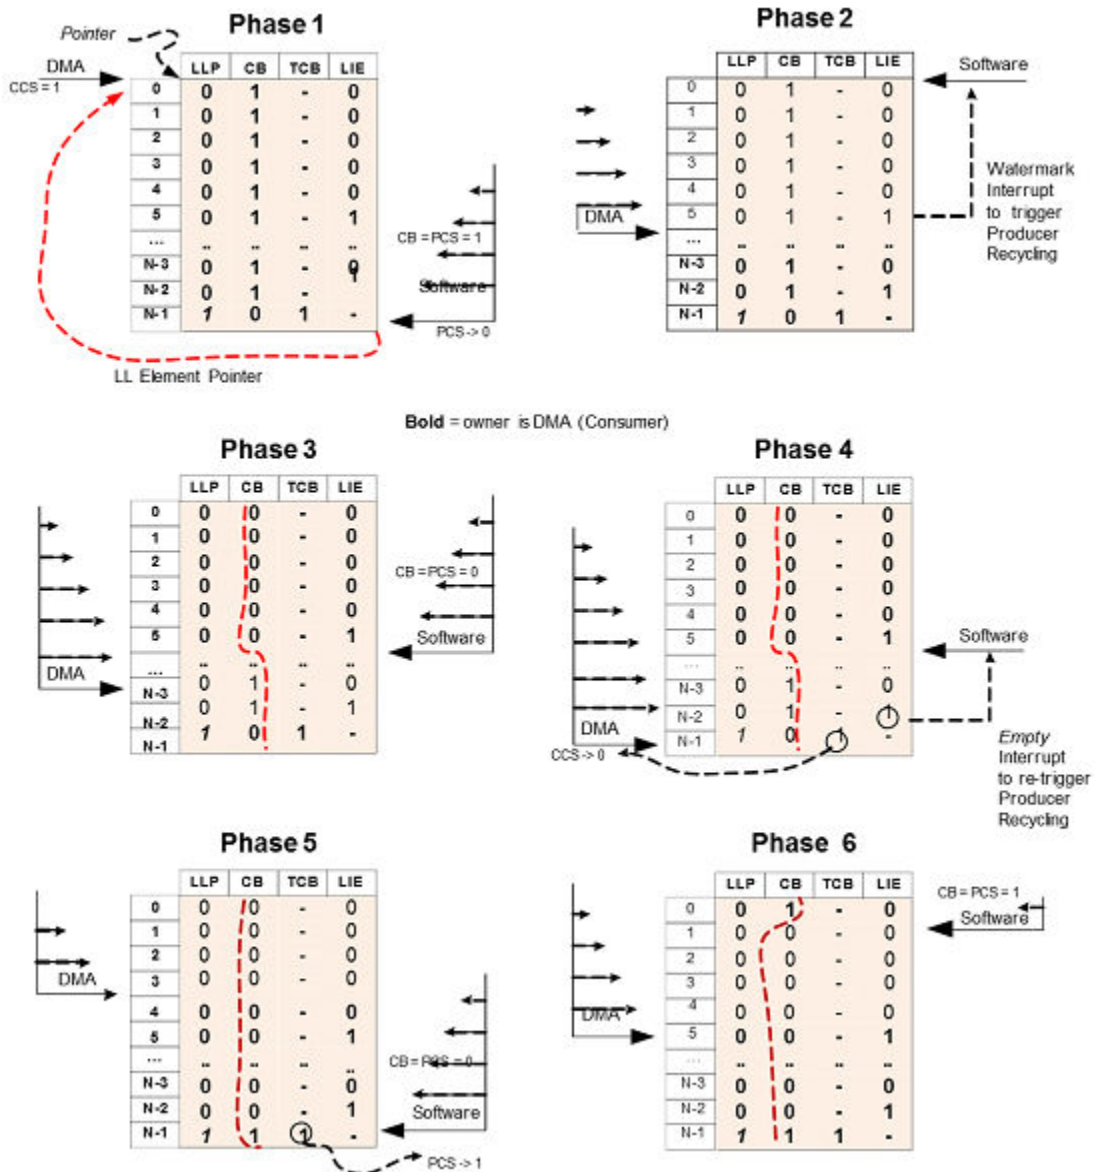 Phase 1
Pointer
DMA
CCS = 1
LLP CB TCB LIE
0 0 1 - 0
1 0 1 - 0
2 0 1 - 0
3 0 1 - 0
4 0 1 - 0
5 0 1 - 1
... .. .. .. ..
N-3 0 1 - 0
N-2 0 1 - 1
N-1 1 0 1 -
CB = PCS = 1
Software
PCS -> 0
LL Element Pointer
Phase 2
LLP CB TCB LIE
0 0 1 - 0
1 0 1 - 0
2 0 1 - 0
3 0 1 - 0
4 0 1 - 0
5 0 1 - 1
... .. .. .. ..
N-3 0 1 - 0
N-2 0 1 - 1
N-1 1 0 1 -
DMA
Software
Watermark
Interrupt
to trigger
Producer
Recycling
Bold = owner is DMA (Consumer)
Phase 3
LLP CB TCB LIE
0 0 0 - 0
1 0 0 - 0
2 0 0 - 0
3 0 0 - 0
4 0 0 - 0
5 0 0 - 1
... .. .. .. ..
N-3 0 1 - 0
N-2 0 1 - 1
N-1 1 0 1 -
DMA
CB = PCS = 0
Software
Phase 4
LLP CB TCB LIE
0 0 0 - 0
1 0 0 - 0
2 0 0 - 0
3 0 0 - 0
4 0 0 - 0
5 0 0 - 1
... .. .. .. ..
N-3 0 1 - 0
N-2 0 1 - 1
N-1 1 0 1 -
DMA
CCS -> 0
Software
Empty
Interrupt
to re-trigger
Producer
Recycling
Phase 5
LLP CB TCB LIE
0 0 0 - 0
1 0 0 - 0
2 0 0 - 0
3 0 0 - 0
4 0 0 - 0
5 0 0 - 1
... .. .. .. ..
N-3 0 0 - 0
N-2 0 0 - 1
N-1 1 1 1 -
DMA
CB = PCS = 0
Software
PCS -> 1
Phase 6
LLP CB TCB LIE
0 0 1 - 0
1 0 0 - 0
2 0 0 - 0
3 0 0 - 0
4 0 0 - 0
5 0 0 - 1
... .. .. .. ..
N-3 0 0 - 0
N-2 0 0 - 1
N-1 1 1 1 -
DMA
CB = PCS = 1
Software